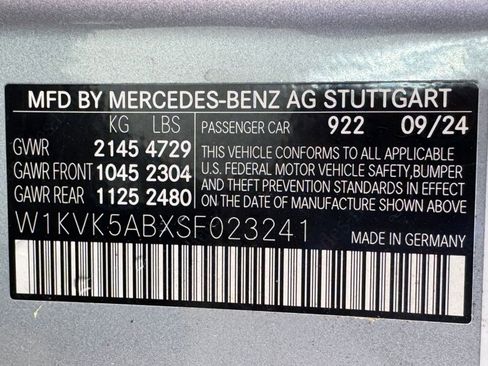 MFD BY MERCEDES-BENZ AG STUTTGART
KG LBS PASSENGER CAR 922 09/24
GVWR 2145 4729 THIS VEHICLE CONFORMS TO ALL APPLICABLE
GAWR FRONT 1045 2304 U.S. FEDERAL MOTOR VEHICLE SAFETY,BUMPER
GAWR REAR 1125 2480 AND THEFT PREVENTION STANDARDS IN EFFECT
ON THE DATE OF MANUFACTURE SHOWN ABOVE.
W1KVK5ABXSF023241 MADE IN GERMANY